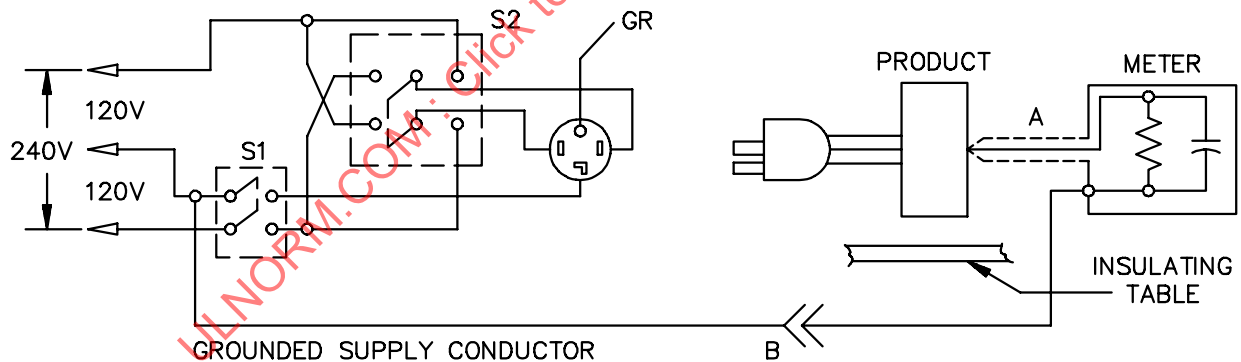 S2
GR
PRODUCT
METER
120V
A
240V
S1
120V
INSULATING
TABLE
GROUNDED SUPPLY CONDUCTOR
B
ULNORM.COM : Click to